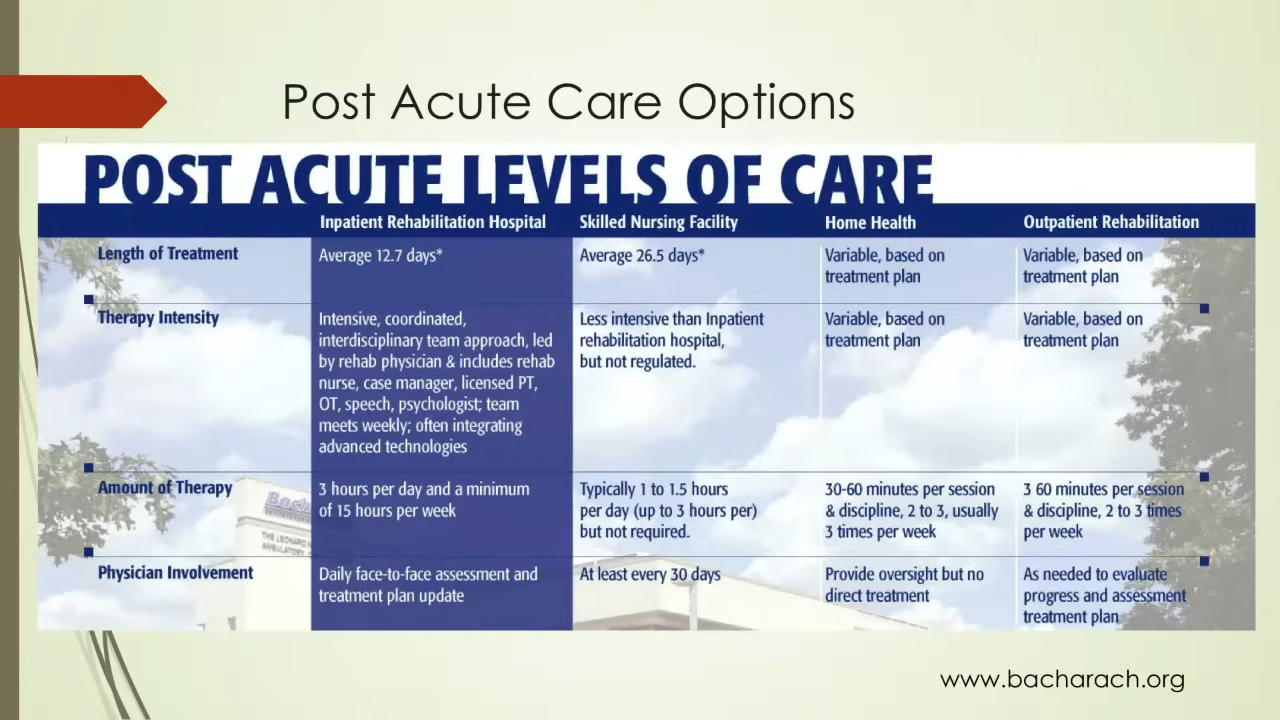 Post Acute Care Options
POST ACUTE LEVELS OF CARE
Inpatient Rehabilitation Hospital
Skilled Nursing Facility
Home Health
Outpatient Rehabilitation
Length of Treatment
Average 12.7 days*
Average 26.5 days*
Variable, based on
treatment plan
Variable, based on
treatment plan
Therapy Intensity
Intensive, coordinated,
interdisciplinary team approach, led
by rehab physician & includes rehab
nurse, case manager, licensed PT,
OT, speech, psychologist; team
meets weekly; often integrating
advanced technologies
Less intensive than Inpatient
rehabilitation hospital,
but not regulated.
Variable, based on
treatment plan
Variable, based on
treatment plan
Amount of Therapy
3 hours per day and a minimum
of 15 hours per week
Typically 1 to 1.5 hours
per day (up to 3 hours per)
but not required.
30-60 minutes per session
& discipline, 2 to 3, usually
3 times per week
3 60 minutes per session
& discipline, 2 to 3 times
per week
Physician Involvement
Daily face-to-face assessment and
treatment plan update
At least every 30 days
Provide oversight but no
direct treatment
As needed to evaluate
progress and assessment
treatment plan
THE LEONARD
www.bacharach.org